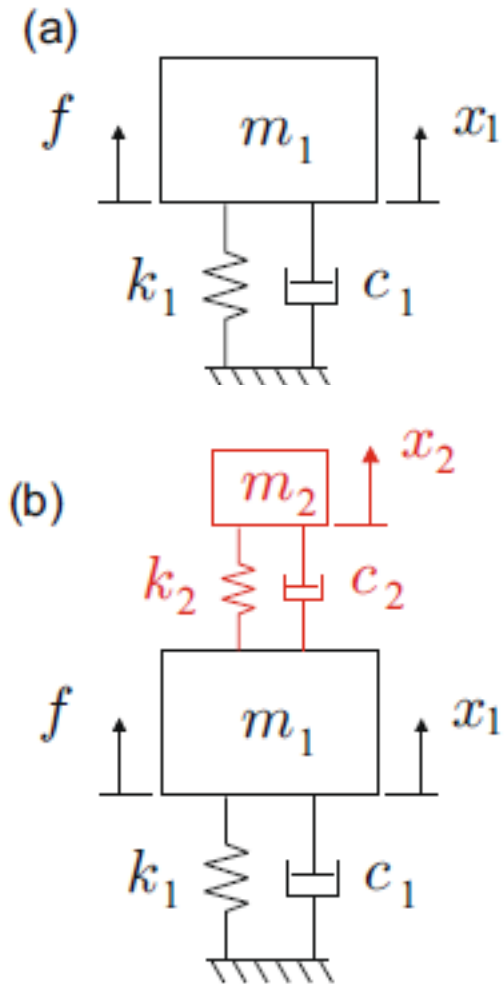 (a)
f m₁ x₁
k₁ c₁
(b)
m₂ x₂
k₂ c₂
f m₁ x₁
k₁ c₁